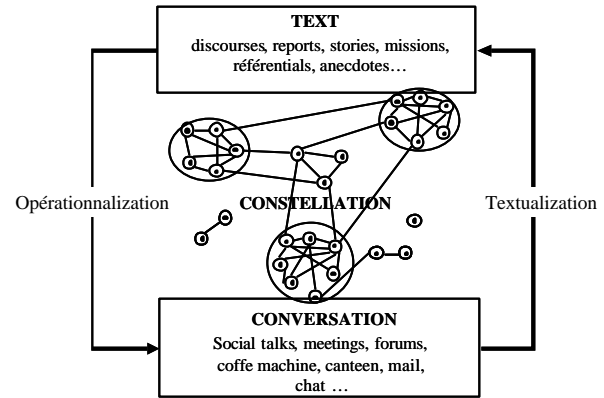 TEXT
discourses, reports, stories, missions,
référentials, anecdotes…
Opérationnalization
CONSTELLATION
Textualization
CONVERSATION
Social talks, meetings, forums,
coffe machine, canteen, mail,
chat …